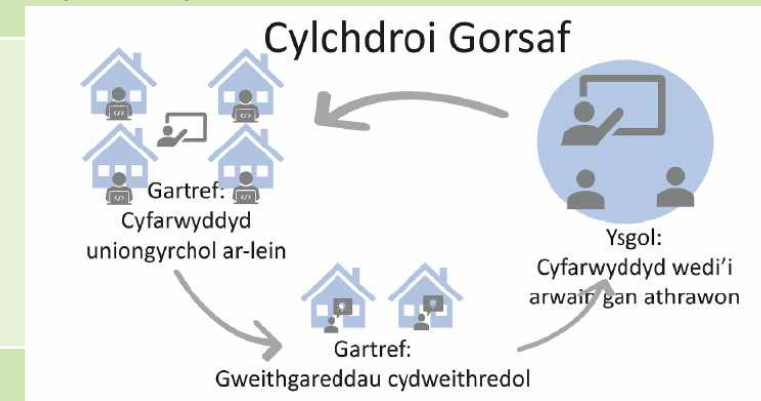 Cylchdroi Gorsaf
Gartref:
Cyfarwyddyd
uniongyrchol ar-lein
Ysgol:
Cyfarwyddyd wedi'i
arwain gan athrawon
Gartref:
Gweithgareddau cydweithredol